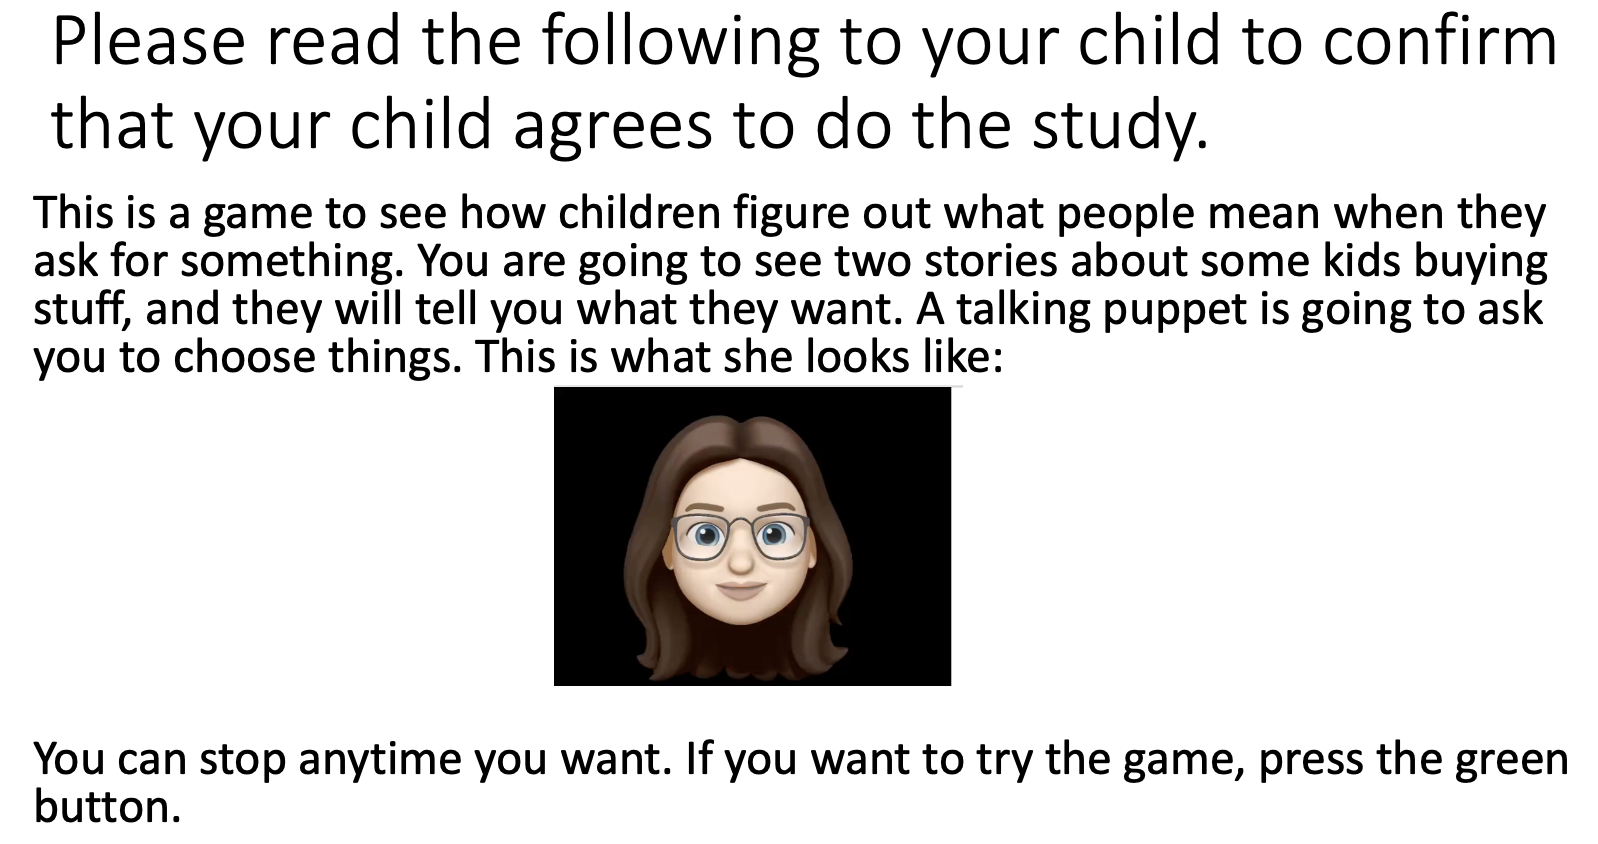 Please read the following to your child to confirm
that your child agrees to do the study.
This is a game to see how children figure out what people mean when they
ask for something. You are going to see two stories about some kids buying
stuff, and they will tell you what they want. A talking puppet is going to ask
you to choose things. This is what she looks like:
You can stop anytime you want. If you want to try the game, press the green
button.